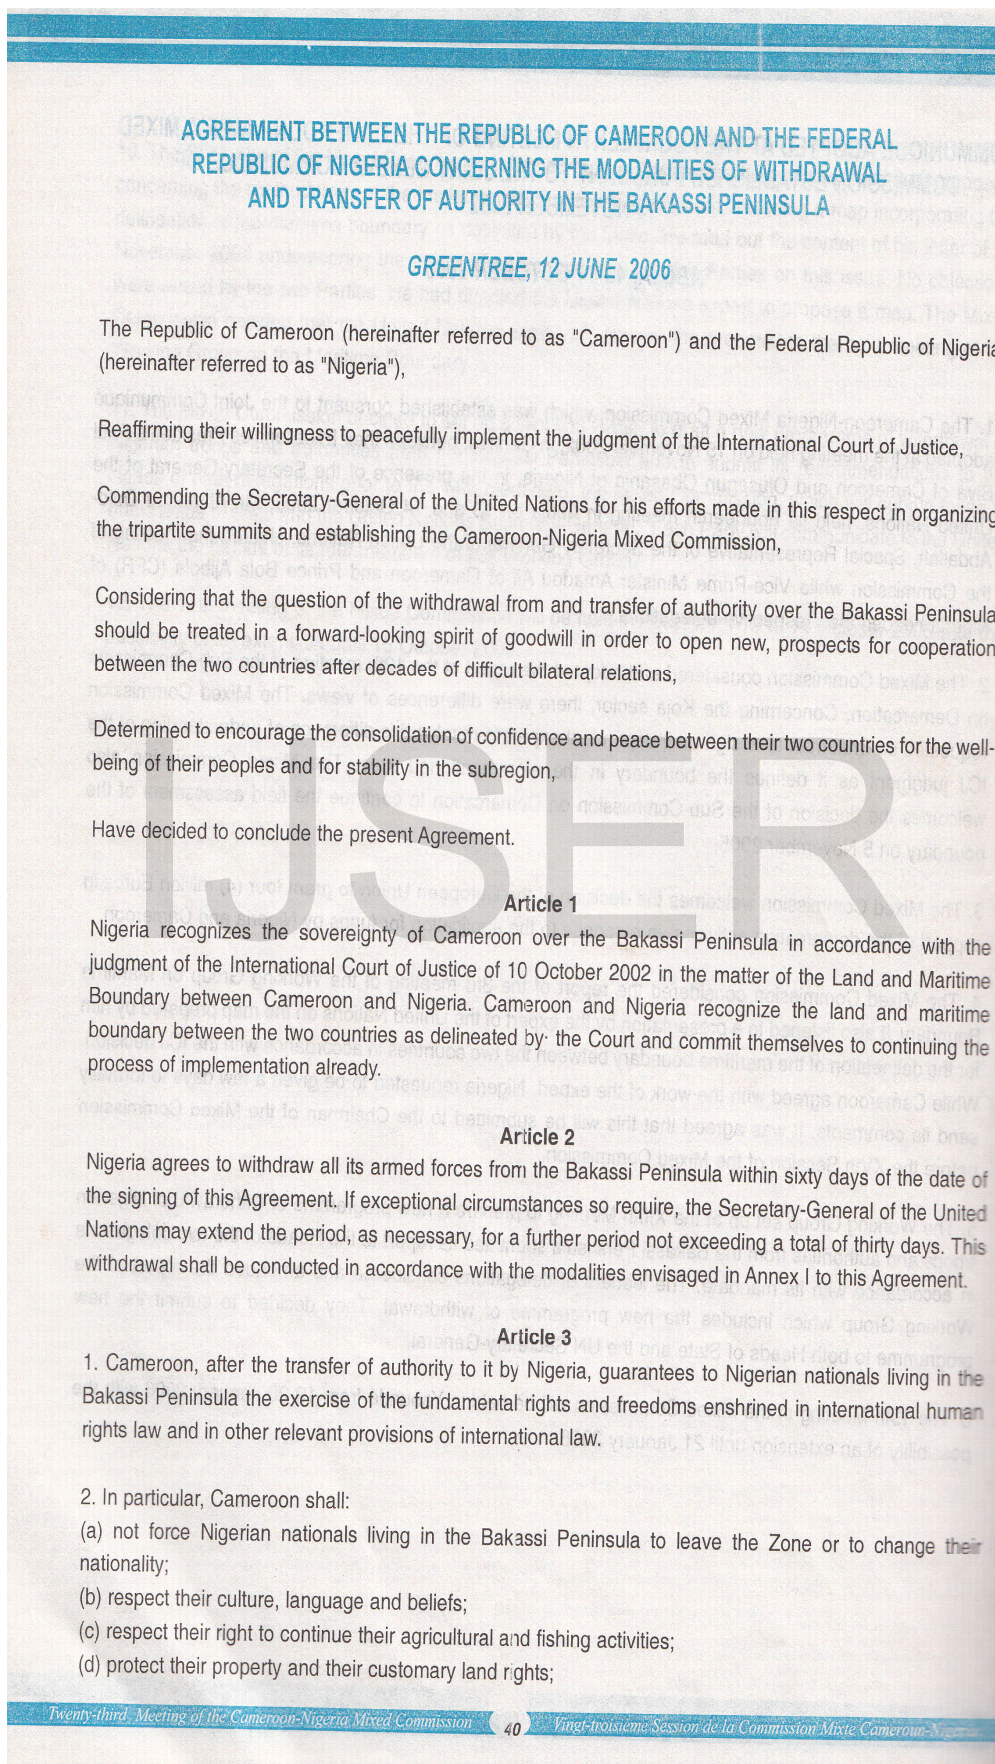 AGREEMENT BETWEEN THE REPUBLIC OF CAMEROON AND THE FEDERAL
REPUBLIC OF NIGERIA CONCERNING THE MODALITIES OF WITHDRAWAL
AND TRANSFER OF AUTHORITY IN THE BAKASSI PENINSULA
GREENTREE, 12 JUNE 2006
The Republic of Cameroon (hereinafter referred to as "Cameroon") and the Federal Republic of Nigeria
(hereinafter referred to as "Nigeria"),
Reaffirming their willingness to peacefully implement the judgment of the International Court of Justice,
Commending the Secretary-General of the United Nations for his efforts made in this respect in organizing
the tripartite summits and establishing the Cameroon-Nigeria Mixed Commission,
Considering that the question of the withdrawal from and transfer of authority over the Bakassi Peninsula
should be treated in a forward-looking spirit of goodwill in order to open new, prospects for cooperation
between the two countries after decades of difficult bilateral relations,
Determined to encourage the consolidation of confidence and peace between their two countries for the well-
being of their peoples and for stability in the subregion,
Have decided to conclude the present Agreement.
IJSER
Article 1
Nigeria recognizes the sovereignty of Cameroon over the Bakassi Peninsula in accordance with the
judgment of the International Court of Justice of 10 October 2002 in the matter of the Land and Maritime
Boundary between Cameroon and Nigeria. Cameroon and Nigeria recognize the land and maritime
boundary between the two countries as delineated by· the Court and commit themselves to continuing the
process of implementation already.
Article 2
Nigeria agrees to withdraw all its armed forces from the Bakassi Peninsula within sixty days of the date of
the signing of this Agreement. If exceptional circumstances so require, the Secretary-General of the United
Nations may extend the period, as necessary, for a further period not exceeding a total of thirty days. This
withdrawal shall be conducted in accordance with the modalities envisaged in Annex I to this Agreement.
Article 3
1. Cameroon, after the transfer of authority to it by Nigeria, guarantees to Nigerian nationals living in the
Bakassi Peninsula the exercise of the fundamental rights and freedoms enshrined in international human
rights law and in other relevant provisions of international law.
2. In particular, Cameroon shall:
(a) not force Nigerian nationals living in the Bakassi Peninsula to leave the Zone or to change their
nationality;
(b) respect their culture, language and beliefs;
(c) respect their right to continue their agricultural and fishing activities;
(d) protect their property and their customary land rights;
Twenty-third Meeting of the Cameroon-Nigeria Mixed Commission 40 Vingt-troisième Session de la Commission Mixte Cameroun-Nigeria